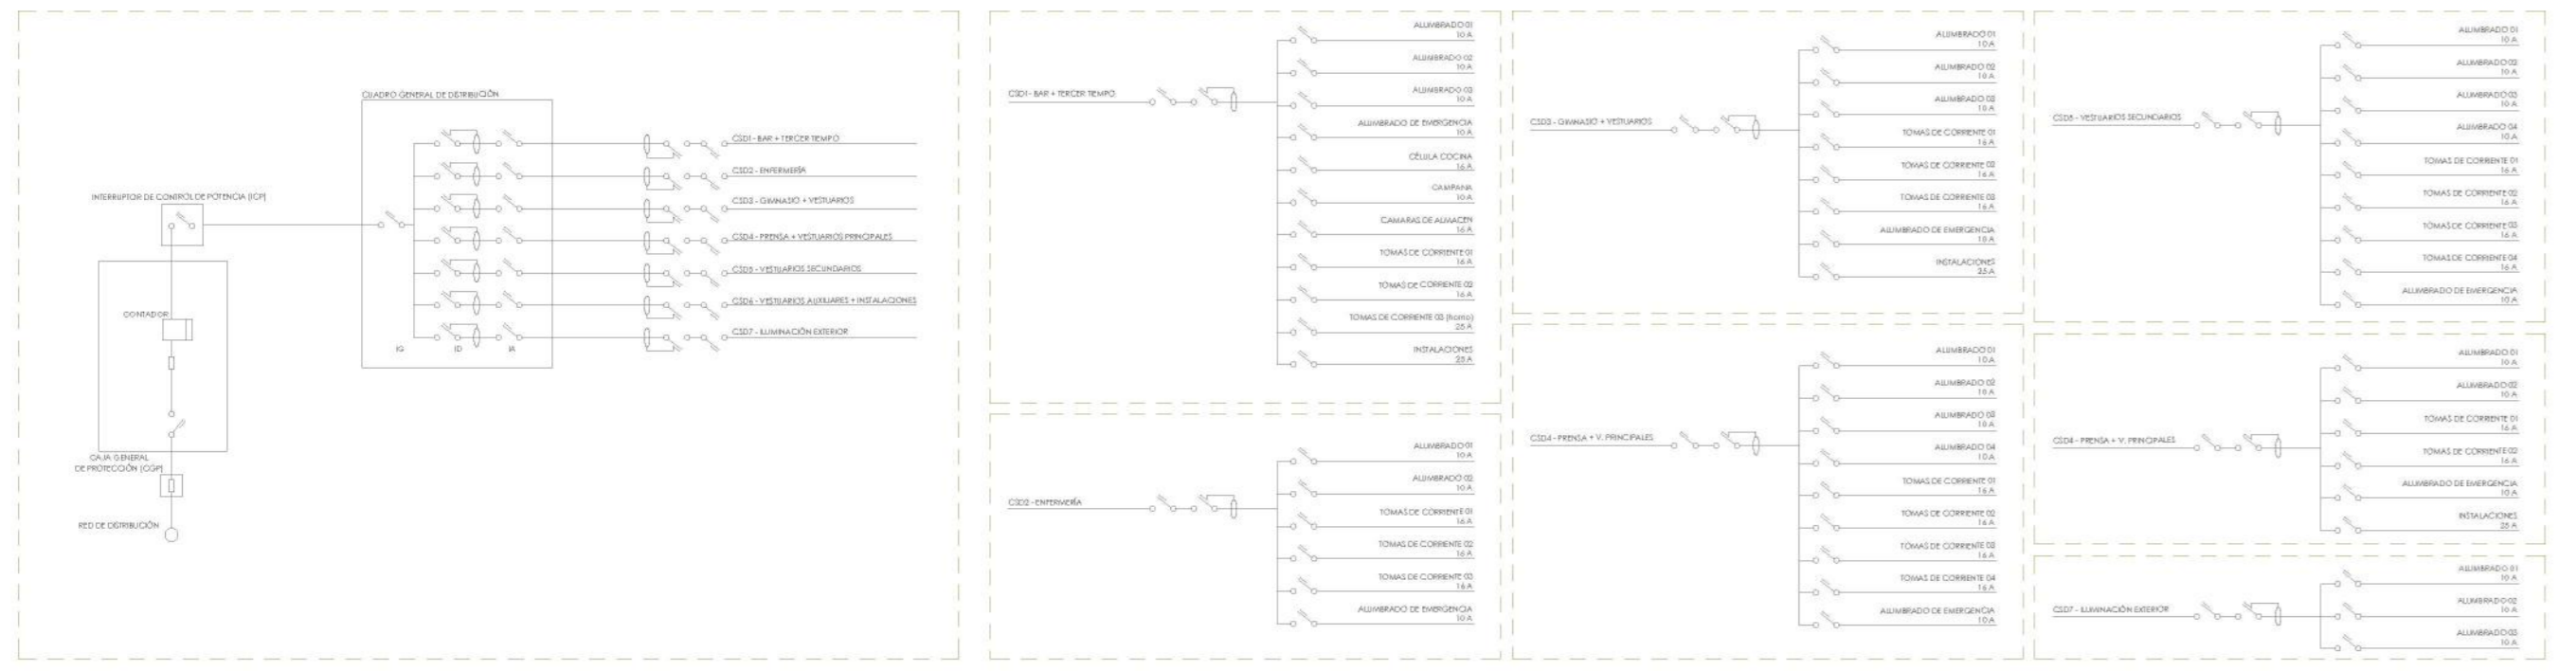 CUADRO GENERAL DE DISTRIBUCIÓN
CSD1 - BAR + TERCER TIEMPO
CSD2 - ENFERMERÍA
CSD3 - GIMNASIO + VESTUARIOS
CSD4 - PRENSA + VESTUARIOS PRINCIPALES
CSD5 - VESTUARIOS SECUNDARIOS
CSD6 - VESTUARIOS AUXILIARES + INSTALACIONES
CSD7 - ILUMINACIÓN EXTERIOR
IG ID IA
INTERRUPTOR DE CONTROL DE POTENCIA (ICP)
CONTADOR
CAJA GENERAL
DE PROTECCIÓN (CGP)
RED DE DISTRIBUCIÓN
CSD1 - BAR + TERCER TIEMPO
ALUMBRADO 01
10 A
ALUMBRADO 02
10 A
ALUMBRADO 03
10 A
ALUMBRADO DE EMERGENCIA
10 A
CÉLULA COCINA
16 A
CAMPANA
10 A
CAMARAS DE ALMACEN
16 A
TOMAS DE CORRIENTE 01
16 A
TOMAS DE CORRIENTE 02
16 A
TOMAS DE CORRIENTE 03 (horno)
25 A
INSTALACIONES
25 A
CSD2 - ENFERMERÍA
ALUMBRADO 01
10 A
ALUMBRADO 02
10 A
TOMAS DE CORRIENTE 01
16 A
TOMAS DE CORRIENTE 02
16 A
TOMAS DE CORRIENTE 03
16 A
ALUMBRADO DE EMERGENCIA
10 A
CSD3 - GIMNASIO + VESTUARIOS
ALUMBRADO 01
10 A
ALUMBRADO 02
10 A
ALUMBRADO 03
10 A
TOMAS DE CORRIENTE 01
16 A
TOMAS DE CORRIENTE 02
16 A
TOMAS DE CORRIENTE 03
16 A
ALUMBRADO DE EMERGENCIA
10 A
INSTALACIONES
25 A
CSD4 - PRENSA + V. PRINCIPALES
ALUMBRADO 01
10 A
ALUMBRADO 02
10 A
ALUMBRADO 03
10 A
ALUMBRADO 04
10 A
TOMAS DE CORRIENTE 01
16 A
TOMAS DE CORRIENTE 02
16 A
TOMAS DE CORRIENTE 03
16 A
TOMAS DE CORRIENTE 04
16 A
ALUMBRADO DE EMERGENCIA
10 A
CSD5 - VESTUARIOS SECUNDARIOS
ALUMBRADO 01
10 A
ALUMBRADO 02
10 A
ALUMBRADO 03
10 A
ALUMBRADO 04
10 A
TOMAS DE CORRIENTE 01
16 A
TOMAS DE CORRIENTE 02
16 A
TOMAS DE CORRIENTE 03
16 A
TOMAS DE CORRIENTE 04
16 A
ALUMBRADO DE EMERGENCIA
10 A
CSD4 - PRENSA + V. PRINCIPALES
ALUMBRADO 01
10 A
ALUMBRADO 02
10 A
TOMAS DE CORRIENTE 01
16 A
TOMAS DE CORRIENTE 02
16 A
ALUMBRADO DE EMERGENCIA
10 A
INSTALACIONES
25 A
CSD7 - ILUMINACIÓN EXTERIOR
ALUMBRADO 01
10 A
ALUMBRADO 02
10 A
ALUMBRADO 03
10 A